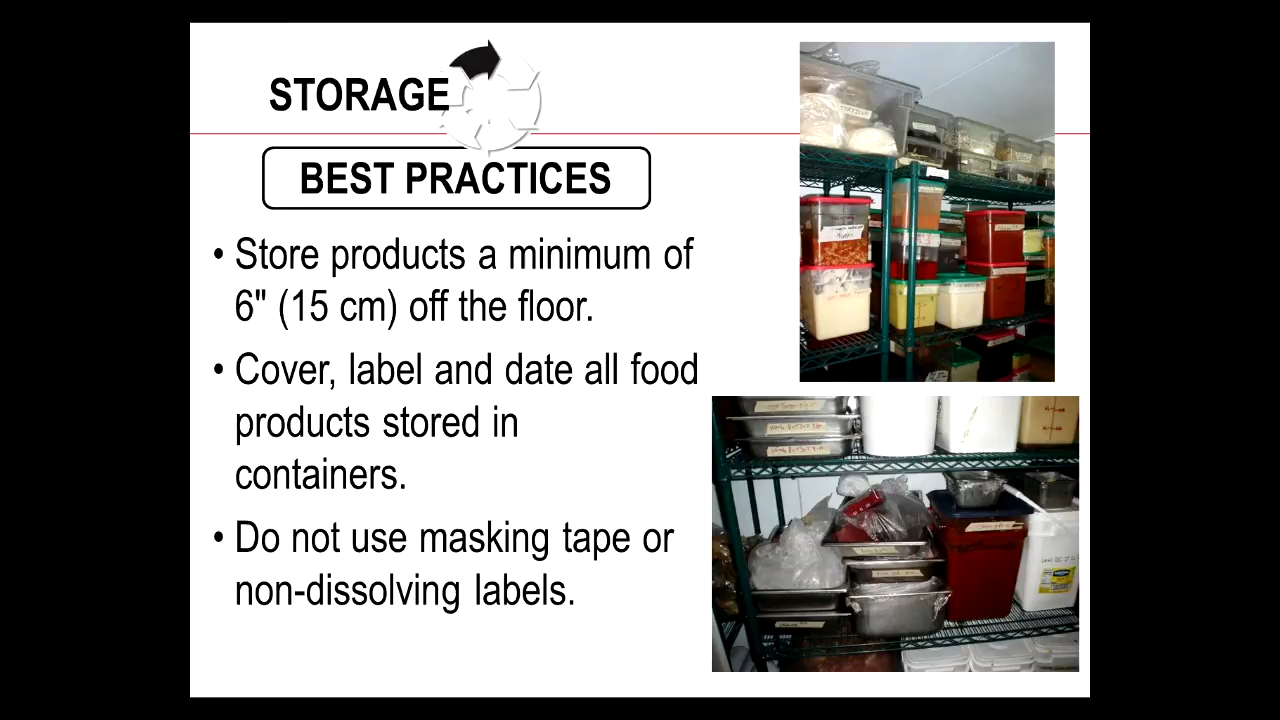 STORAGE
BEST PRACTICES
• Store products a minimum of
6" (15 cm) off the floor.
• Cover, label and date all food
products stored in
containers.
• Do not use masking tape or
non-dissolving labels.